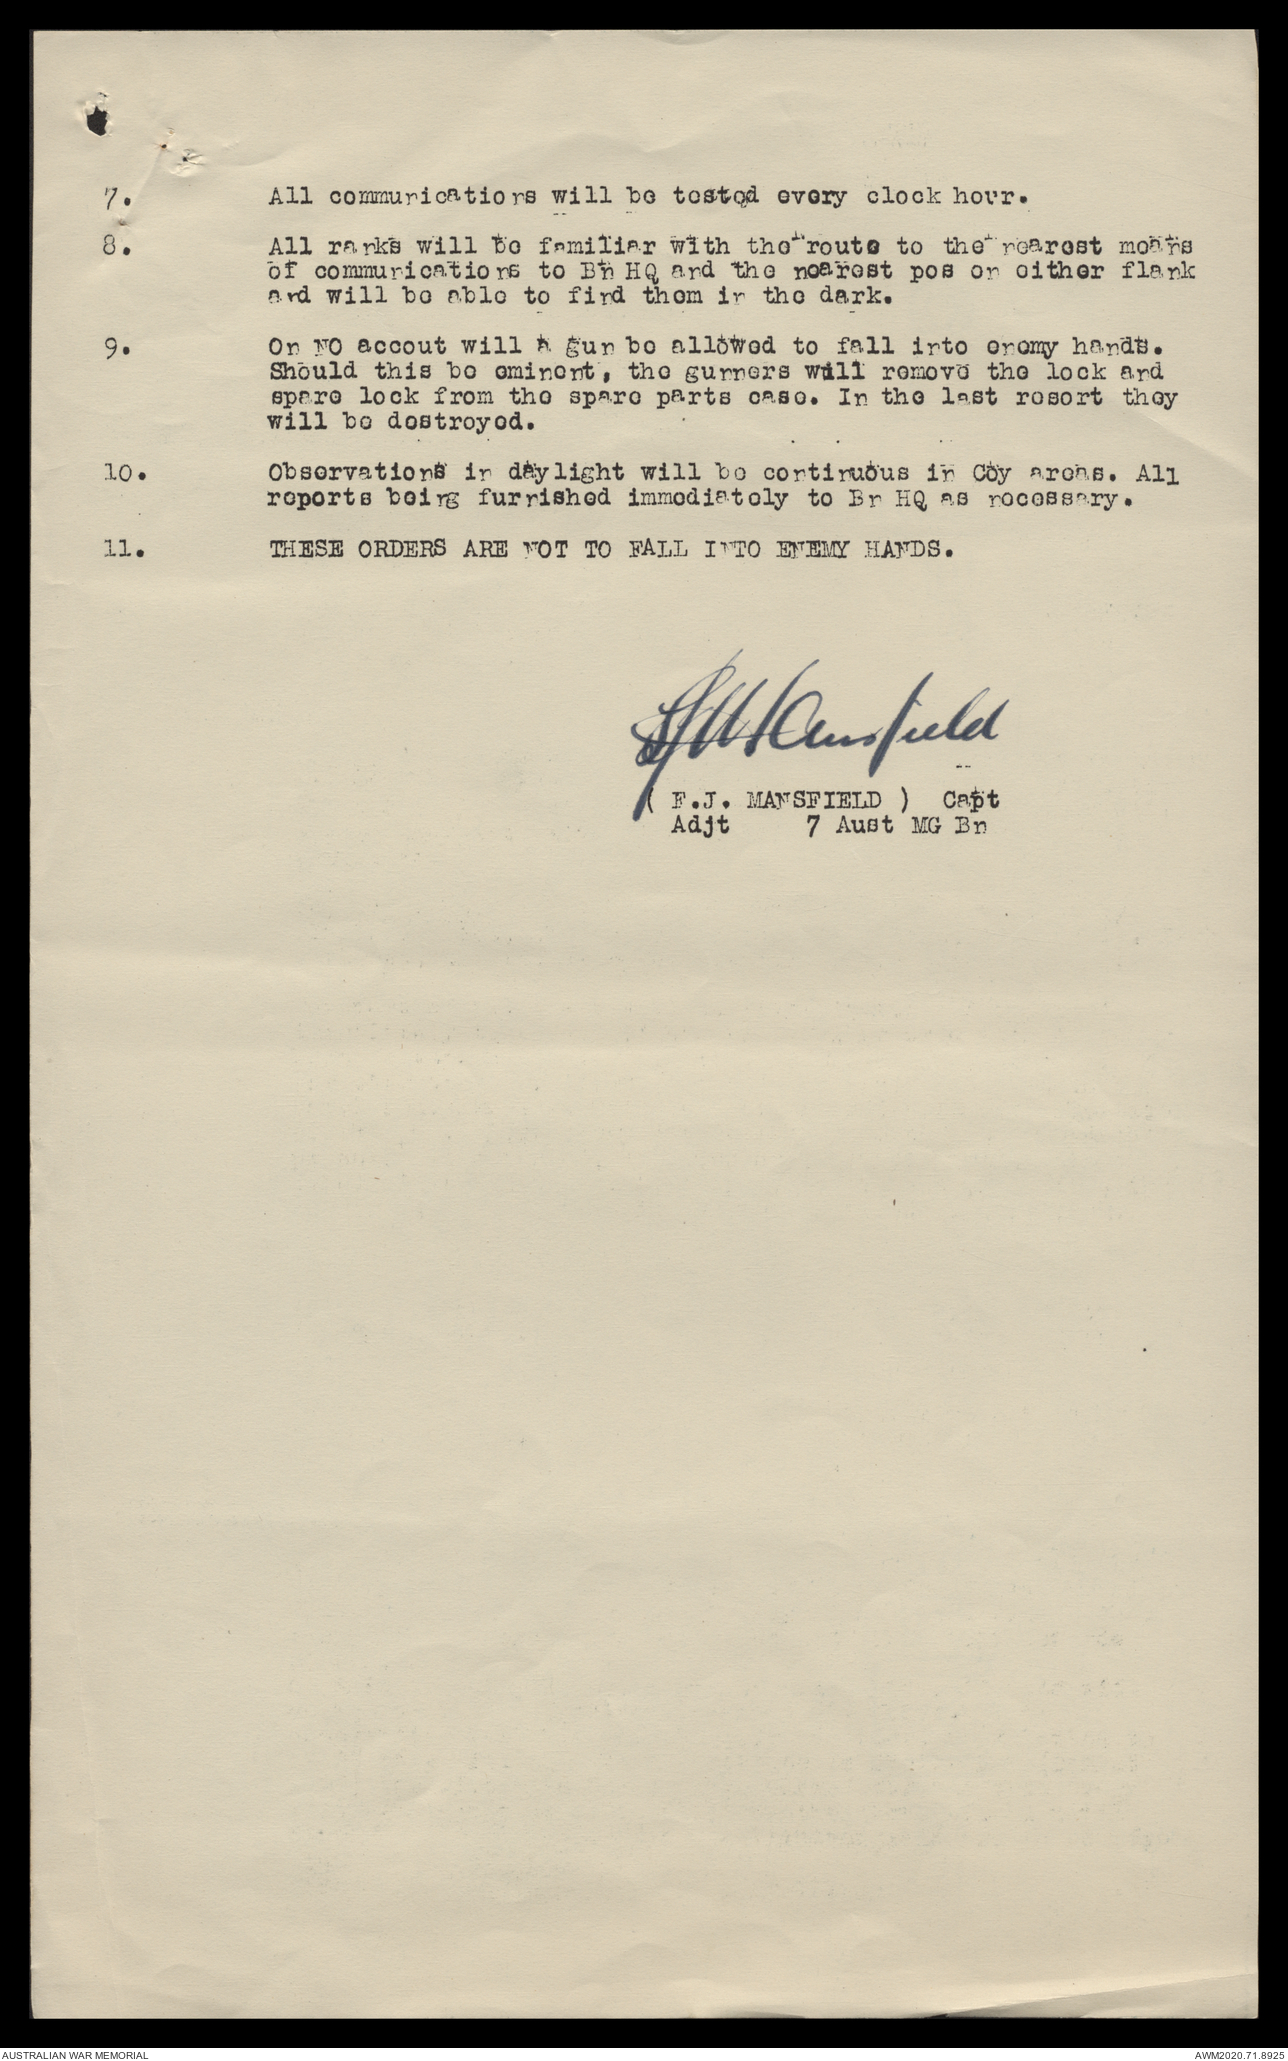 7. All communications will be tested every clock hour.
8. All ranks will be familiar with the route to the nearest means
of communications to Bn HQ and the nearest pos on either flank
and will be able to find them in the dark.
9. On NO accout will a gun be allowed to fall into enemy hands.
Should this be eminent, the gunners will remove the lock and
spare lock from the spare parts case. In the last resort they
will be destroyed.
10. Observations in daylight will be continuous in Coy areas. All
reports being furnished immediately to Bn HQ as necessary.
11. THESE ORDERS ARE NOT TO FALL INTO ENEMY HANDS.
FJ Mansfield
( F.J. MANSFIELD ) Capt
Adjt 7 Aust MG Bn
AUSTRALIAN WAR MEMORIAL
AWM2020.71.8925